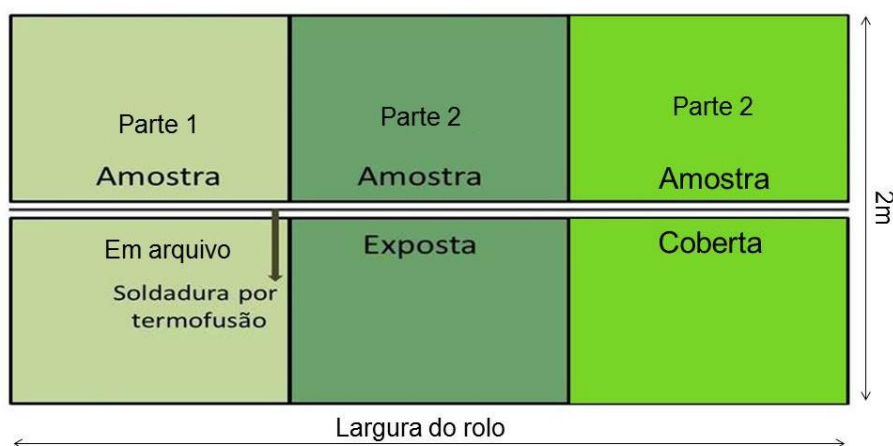 Parte 1
Amostra
Parte 2
Amostra
Parte 2
Amostra
Em arquivo
Soldadura por
termofusão
Exposta
Coberta
2m
Largura do rolo